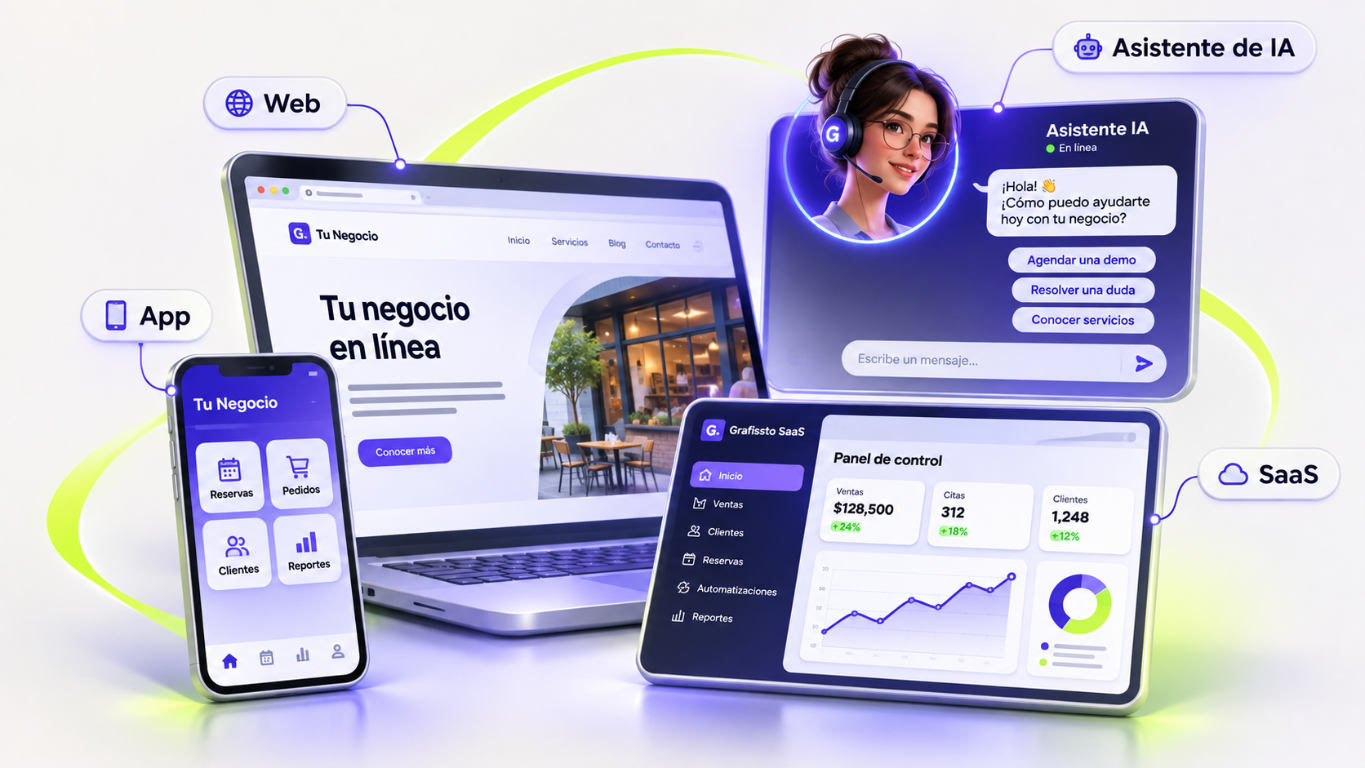 Web
Asistente de IA
App
SaaS
G. Tu Negocio
Inicio
Servicios
Blog
Contacto
Tu negocio
en línea
Conocer más
G
Asistente IA
En línea
¡Hola! 👋
¿Cómo puedo ayudarte
hoy con tu negocio?
Agendar una demo
Resolver una duda
Conocer servicios
Escribe un mensaje...
Tu Negocio
Reservas
Pedidos
Clientes
Reportes
G. Grafissto SaaS
Inicio
Ventas
Clientes
Reservas
Automatizaciones
Reportes
Panel de control
Ventas
$128,500
+24%
Citas
312
+18%
Clientes
1,248
+12%